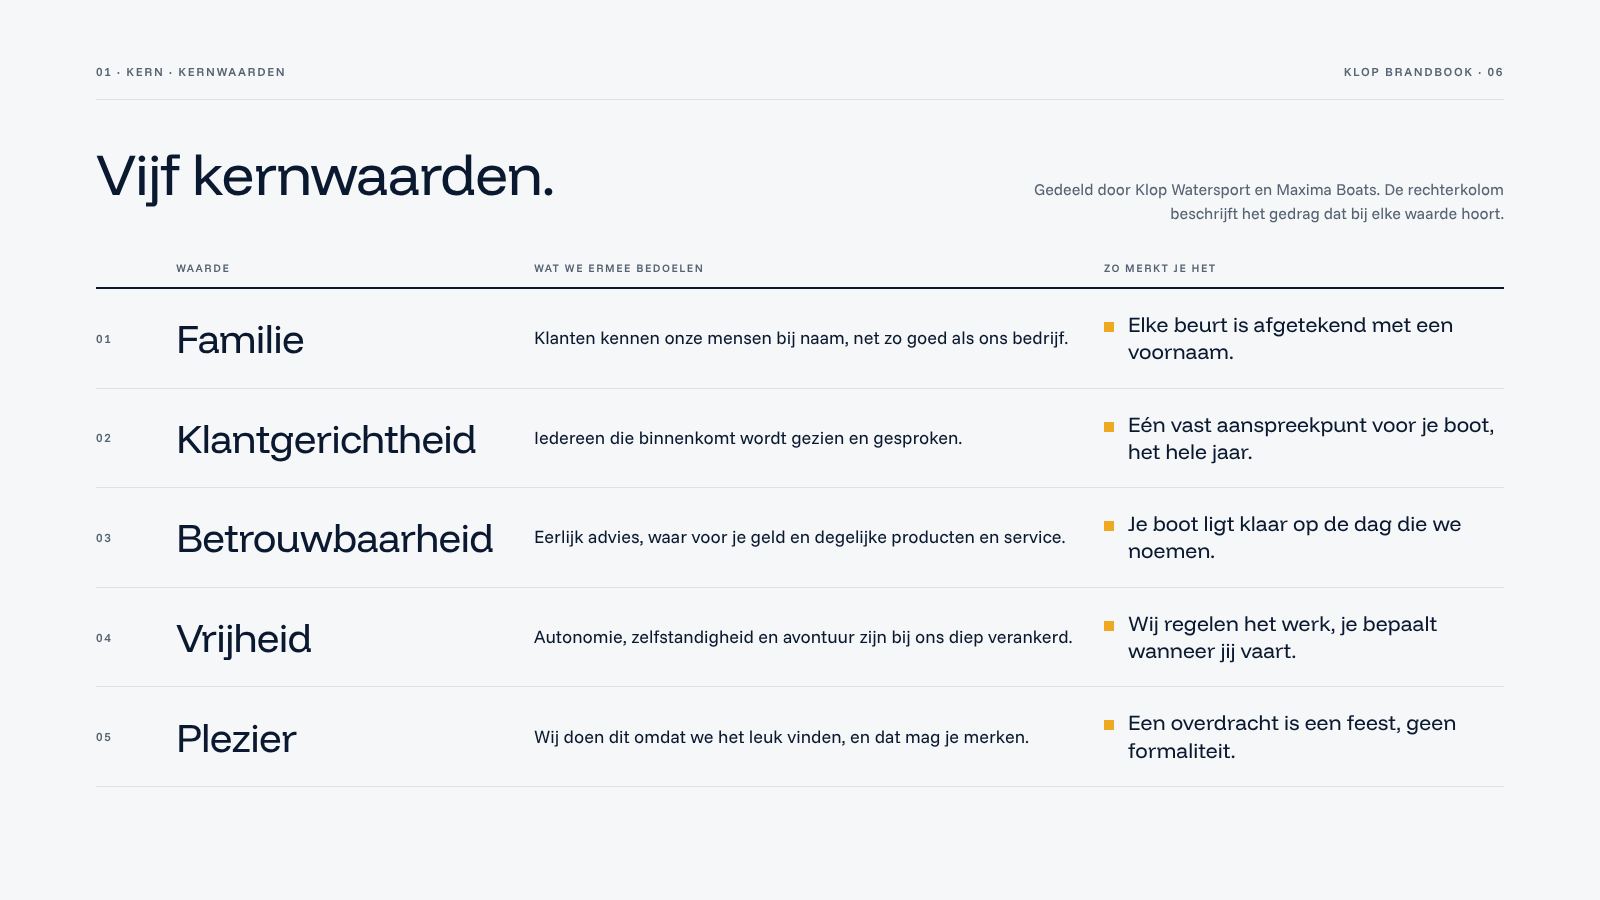 01 · KERN · KERNWAARDEN
KLOP BRANDBOOK · 06
Vijf kernwaarden.
Gedeeld door Klop Watersport en Maxima Boats. De rechterkolom
beschrijft het gedrag dat bij elke waarde hoort.
WAARDE
WAT WE ERMEE BEDOELEN
ZO MERKT JE HET
01
Familie
Klanten kennen onze mensen bij naam, net zo goed als ons bedrijf.
Elke beurt is afgetekend met een
voornaam.
02
Klantgerichtheid
Iedereen die binnenkomt wordt gezien en gesproken.
Eén vast aanspreekpunt voor je boot,
het hele jaar.
03
Betrouwbaarheid
Eerlijk advies, waar voor je geld en degelijke producten en service.
Je boot ligt klaar op de dag die we
noemen.
04
Vrijheid
Autonomie, zelfstandigheid en avontuur zijn bij ons diep verankerd.
Wij regelen het werk, je bepaalt
wanneer jij vaart.
05
Plezier
Wij doen dit omdat we het leuk vinden, en dat mag je merken.
Een overdracht is een feest, geen
formaliteit.